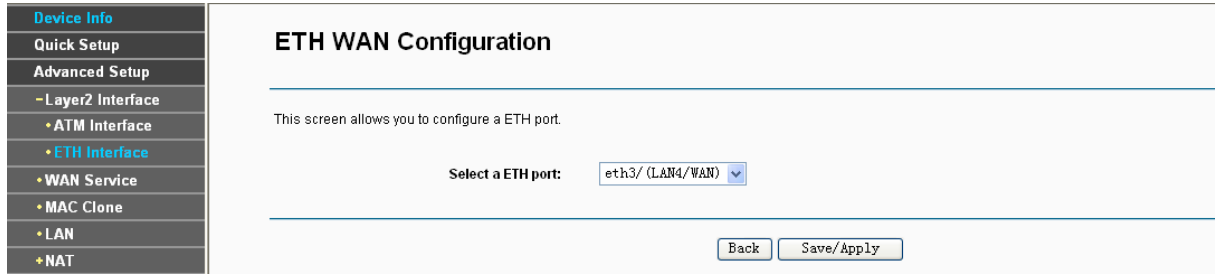 Device Info
Quick Setup
Advanced Setup
-Layer2 Interface
•ATM Interface
•ETH Interface
•WAN Service
•MAC Clone
•LAN
+NAT
ETH WAN Configuration
This screen allows you to configure a ETH port.
Select a ETH port: eth3/(LAN4/WAN)
Back Save/Apply